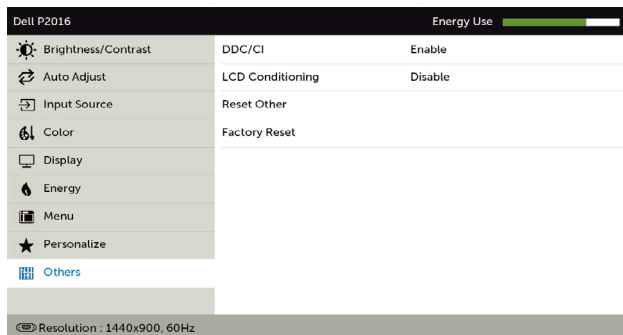 Dell P2016 Energy Use
Brightness/Contrast DDC/CI Enable
Auto Adjust LCD Conditioning Disable
Input Source Reset Other
Color Factory Reset
Display
Energy
Menu
Personalize
Others
Resolution : 1440x900, 60Hz